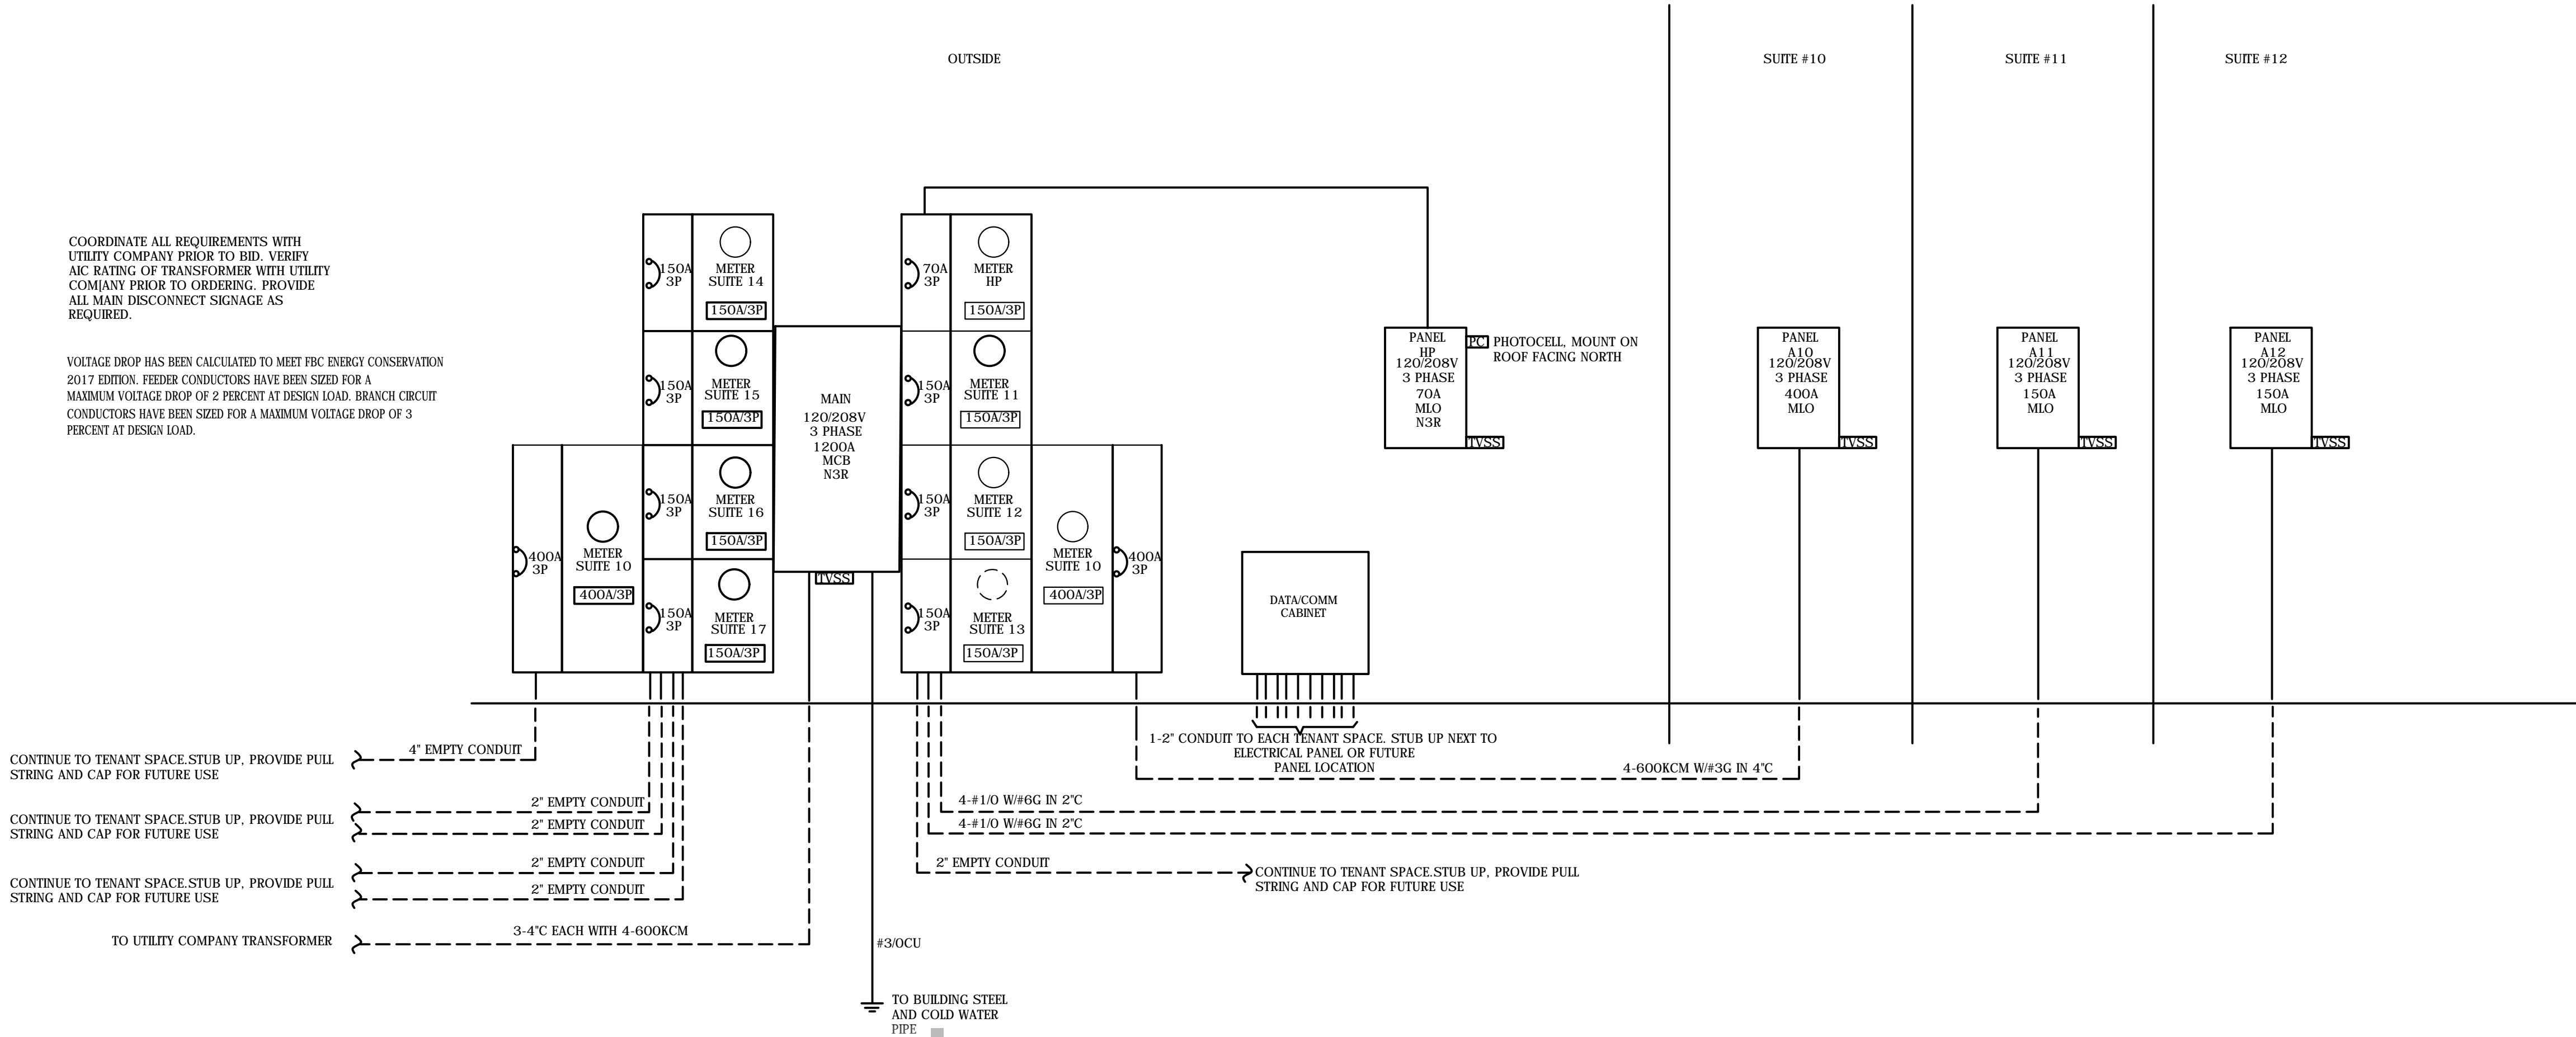 OUTSIDE
SUITE #10
SUITE #11
SUITE #12
COORDINATE ALL REQUIREMENTS WITH
UTILITY COMPANY PRIOR TO BID. VERIFY
AIC RATING OF TRANSFORMER WITH UTILITY
COM[ANY PRIOR TO ORDERING. PROVIDE
ALL MAIN DISCONNECT SIGNAGE AS
REQUIRED.
VOLTAGE DROP HAS BEEN CALCULATED TO MEET FBC ENERGY CONSERVATION
2017 EDITION. FEEDER CONDUCTORS HAVE BEEN SIZED FOR A
MAXIMUM VOLTAGE DROP OF 2 PERCENT AT DESIGN LOAD. BRANCH CIRCUIT
CONDUCTORS HAVE BEEN SIZED FOR A MAXIMUM VOLTAGE DROP OF 3
PERCENT AT DESIGN LOAD.
400A
3P
METER
SUITE 10
400A/3P
150A
3P
METER
SUITE 14
150A/3P
150A
3P
METER
SUITE 15
150A/3P
150A
3P
METER
SUITE 16
150A/3P
150A
3P
METER
SUITE 17
150A/3P
MAIN
120/208V
3 PHASE
1200A
MCB
N3R
TVSS
70A
3P
METER
HP
150A/3P
150A
3P
METER
SUITE 11
150A/3P
150A
3P
METER
SUITE 12
150A/3P
150A
3P
METER
SUITE 13
150A/3P
METER
SUITE 10
400A/3P
400A
3P
DATA/COMM
CABINET
PANEL
HP
120/208V
3 PHASE
70A
MLO
N3R
TVSS
PC
PHOTOCELL, MOUNT ON
ROOF FACING NORTH
PANEL
A10
120/208V
3 PHASE
400A
MLO
TVSS
PANEL
A11
120/208V
3 PHASE
150A
MLO
TVSS
PANEL
A12
120/208V
3 PHASE
150A
MLO
TVSS
1-2" CONDUIT TO EACH TENANT SPACE. STUB UP NEXT TO
ELECTRICAL PANEL OR FUTURE
PANEL LOCATION
4-600KCM W/#3G IN 4"C
4-#1/0 W/#6G IN 2"C
4-#1/0 W/#6G IN 2"C
2" EMPTY CONDUIT
CONTINUE TO TENANT SPACE.STUB UP, PROVIDE PULL
STRING AND CAP FOR FUTURE USE
4" EMPTY CONDUIT
CONTINUE TO TENANT SPACE.STUB UP, PROVIDE PULL
STRING AND CAP FOR FUTURE USE
2" EMPTY CONDUIT
2" EMPTY CONDUIT
CONTINUE TO TENANT SPACE.STUB UP, PROVIDE PULL
STRING AND CAP FOR FUTURE USE
2" EMPTY CONDUIT
2" EMPTY CONDUIT
CONTINUE TO TENANT SPACE.STUB UP, PROVIDE PULL
STRING AND CAP FOR FUTURE USE
3-4"C EACH WITH 4-600KCM
TO UTILITY COMPANY TRANSFORMER
#3/0CU
TO BUILDING STEEL
AND COLD WATER
PIPE